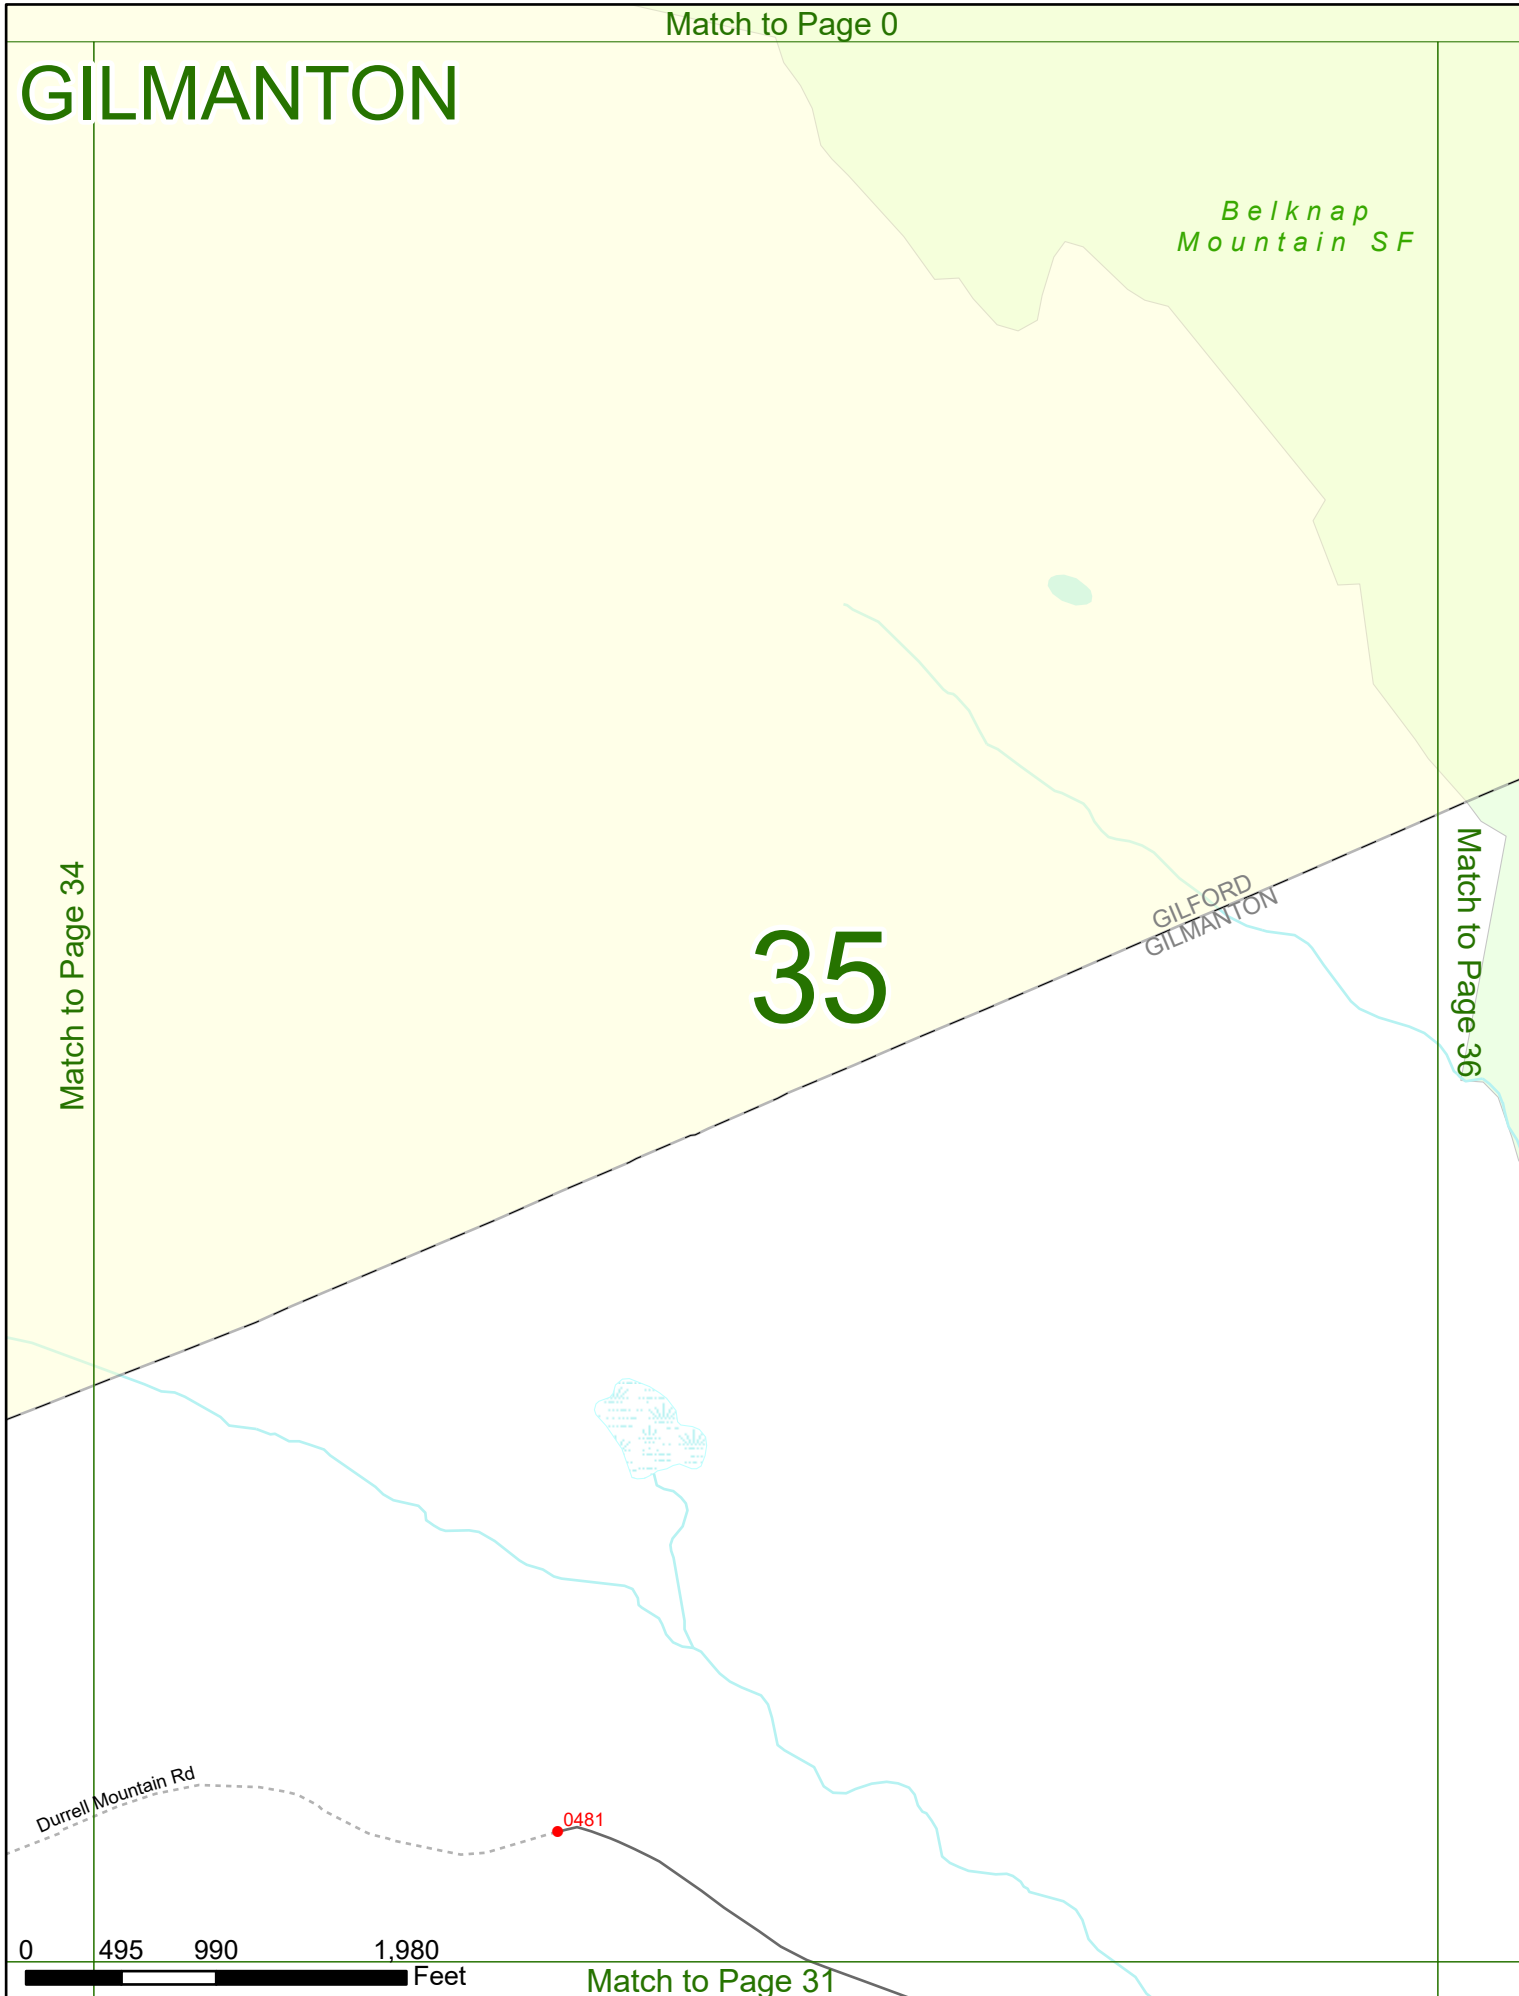 Match to Page 0
GILMANTON
Belknap
Mountain SF
Match to Page 34
35
GILFORD
GILMANTON
Match to Page 36
Durrell Mountain Rd
0481
0 495 990 1,980
Feet
Match to Page 31